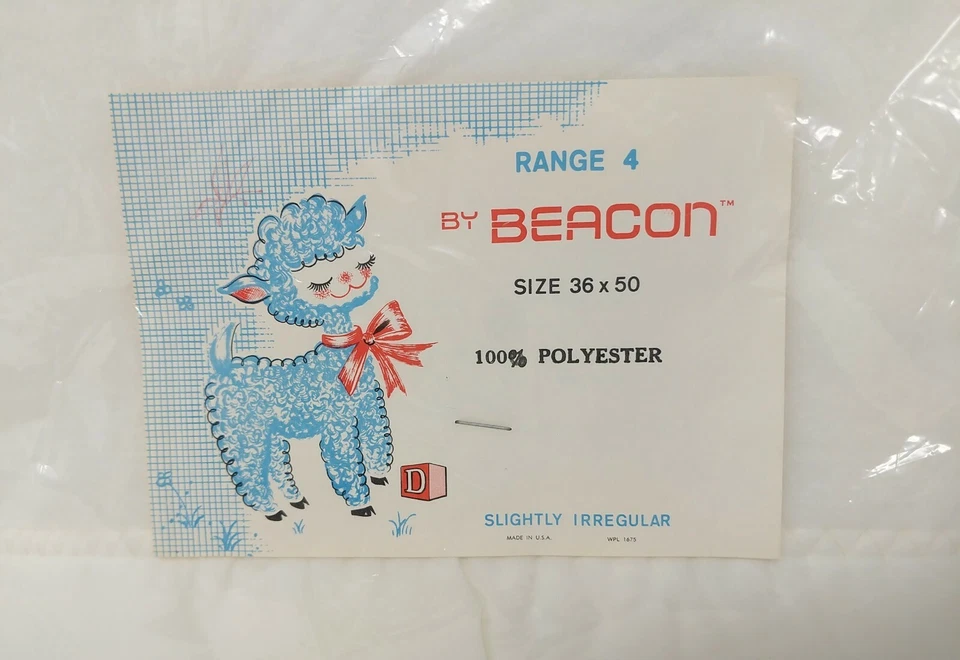 RANGE 4
BY BEACON™
SIZE 36 x 50
100% POLYESTER
D
SLIGHTLY IRREGULAR
MADE IN U.S.A. WPL 1675